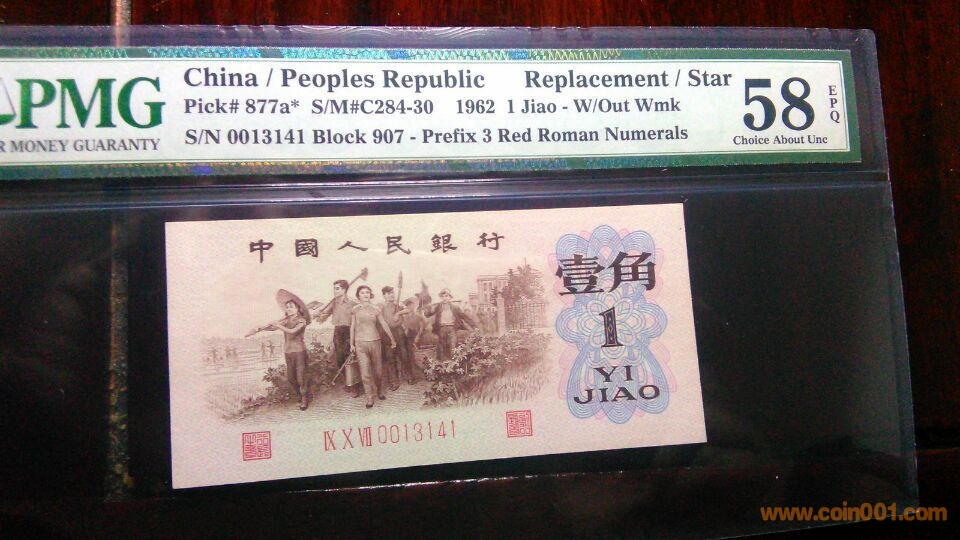 PMG
R MONEY GUARANTY
China / Peoples Republic Replacement / Star
Pick# 877a* S/M#C284-30 1962 1 Jiao - W/Out Wmk
S/N 0013141 Block 907 - Prefix 3 Red Roman Numerals
58
EPQ
Choice About Unc
中國人民銀行
壹角
1
YI
JIAO
IX X VII 0013141
www.coin001.com